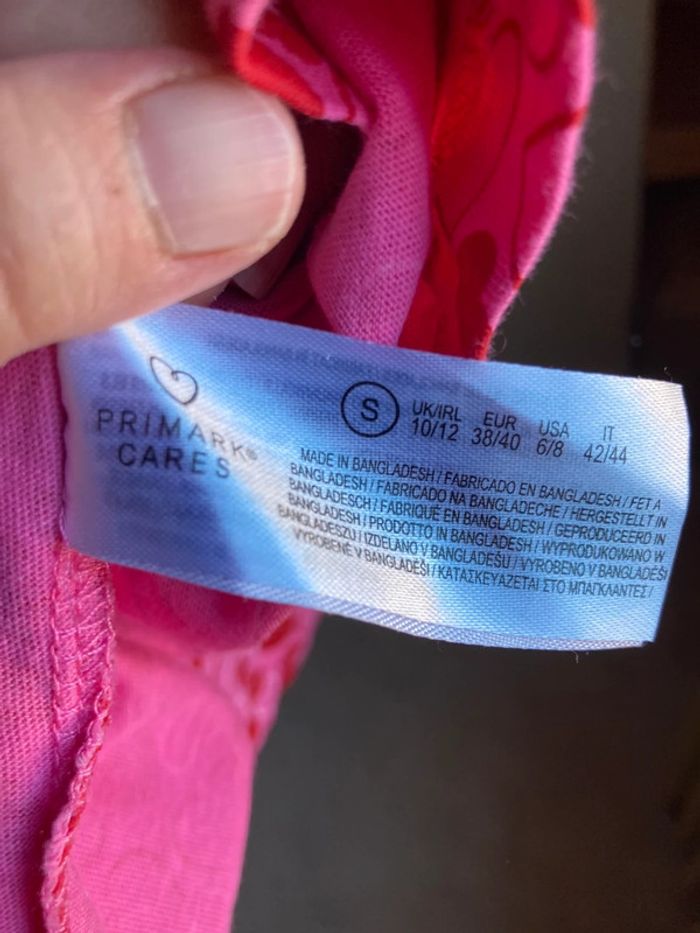 PRIMARK®
CARES
S
UK/IRL EUR USA IT
10/12 38/40 6/8 42/44
MADE IN BANGLADESH / FABRICADO EN BANGLADESH / FET A
BANGLADESH / FABRICADO NA BANGLADECHE / HERGESTELLT IN
BANGLADESCH / FABRIQUÉ EN BANGLADESH / GEPRODUCEERD IN
BANGLADESH / PRODOTTO IN BANGLADESH / WYPRODUKOWANO W
BANGLADESZU / IZDELANO V BANGLADEŠU / VYROBENO V BANGLADÉŠI
VYROBENÉ V BANGLADÉŠI / ΚΑΤΑΣΚΕΥΑΖΕΤΑΙ ΣΤΟ ΜΠΑΓΚΛΑΝΤΕΣ /